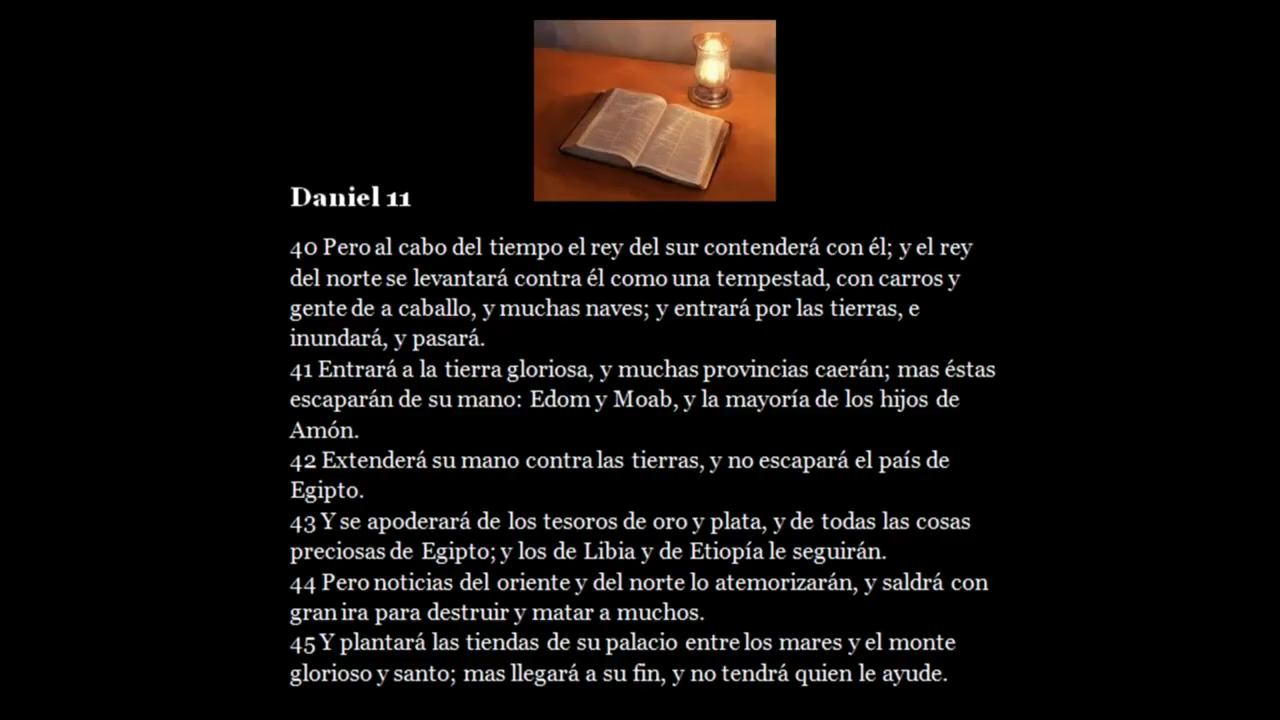 Daniel 11
40 Pero al cabo del tiempo el rey del sur contenderá con él; y el rey
del norte se levantará contra él como una tempestad, con carros y
gente de a caballo, y muchas naves; y entrará por las tierras, e
inundará, y pasará.
41 Entrará a la tierra gloriosa, y muchas provincias caerán; mas éstas
escaparán de su mano: Edom y Moab, y la mayoría de los hijos de
Amón.
42 Extenderá su mano contra las tierras, y no escapará el país de
Egipto.
43 Y se apoderará de los tesoros de oro y plata, y de todas las cosas
preciosas de Egipto; y los de Libia y de Etiopía le seguirán.
44 Pero noticias del oriente y del norte lo atemorizarán, y saldrá con
gran ira para destruir y matar a muchos.
45 Y plantará las tiendas de su palacio entre los mares y el monte
glorioso y santo; mas llegará a su fin, y no tendrá quien le ayude.